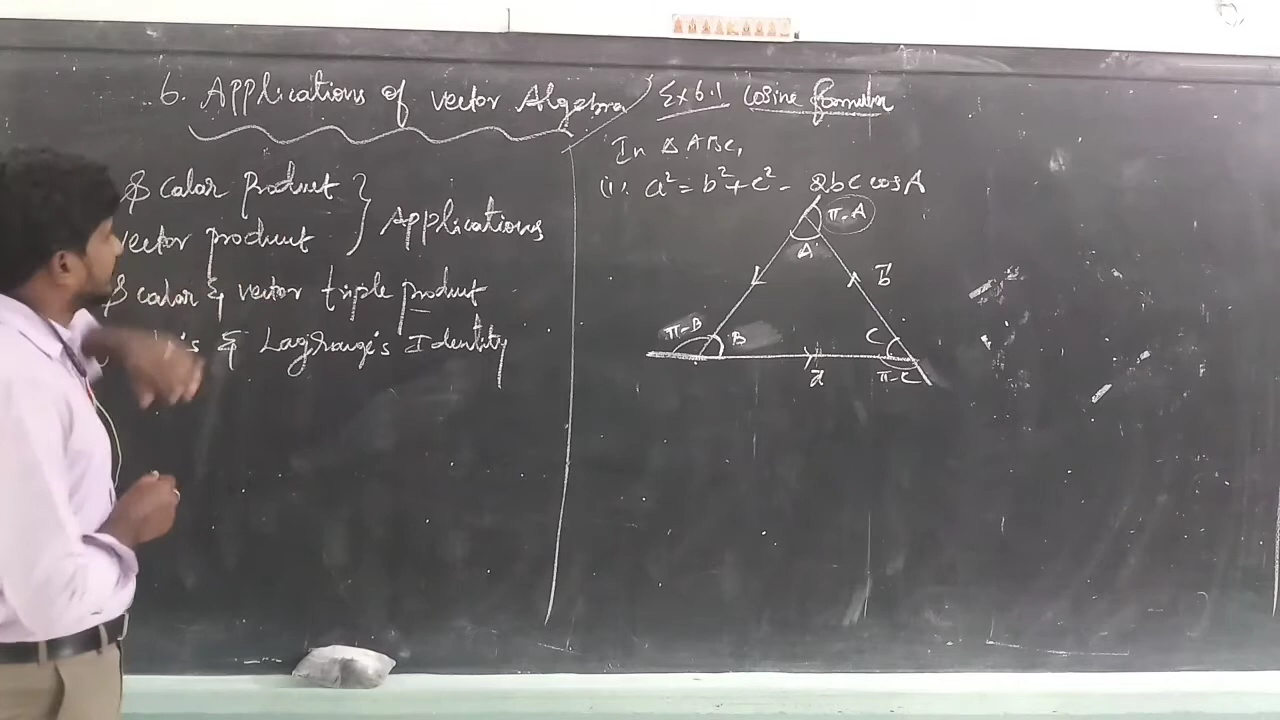 6. Applications of vector Algebra
Scalar Product
vector product
} Applications
Scalar & vector triple product
& Lagrange's Identity
Ex 6.1 Cosine formula
In △ ABC,
(i). a² = b² + c² - 2bc cos A
π-A
A
b
π-B
B
C
a
π-C